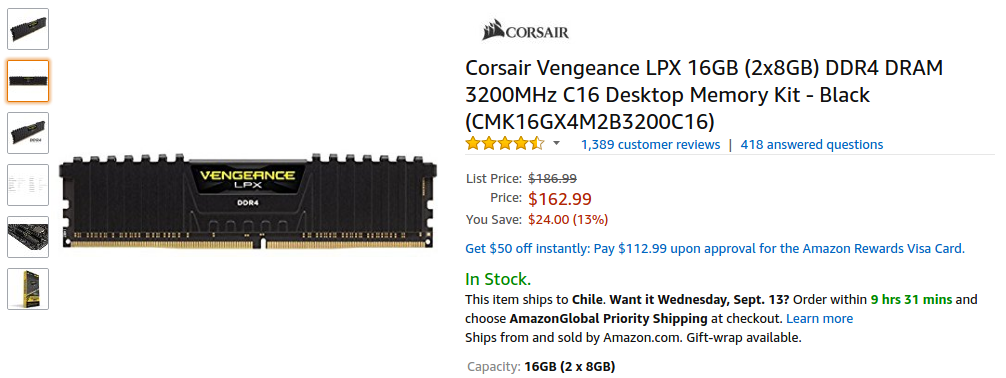 CORSAIR
Corsair Vengeance LPX 16GB (2x8GB) DDR4 DRAM
3200MHz C16 Desktop Memory Kit - Black
(CMK16GX4M2B3200C16)
1,389 customer reviews | 418 answered questions
VENGEANCE
LPX
DDR4
List Price: $186.99
Price: $162.99
You Save: $24.00 (13%)
Get $50 off instantly: Pay $112.99 upon approval for the Amazon Rewards Visa Card.
In Stock.
This item ships to Chile. Want it Wednesday, Sept. 13? Order within 9 hrs 31 mins and
choose AmazonGlobal Priority Shipping at checkout. Learn more
Ships from and sold by Amazon.com. Gift-wrap available.
Capacity: 16GB (2 x 8GB)